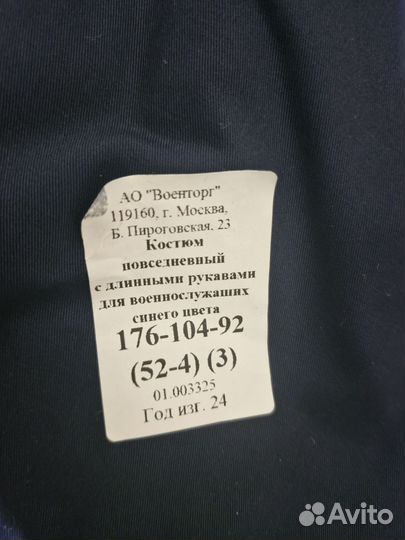 АО "Военторг"
119160, г. Москва,
Б. Пироговская, 23
Костюм
повседневный
с длинными рукавами
для военнослужащих
синего цвета
176-104-92
(52-4) (3)
01.003325
Год изг. 24
Avito